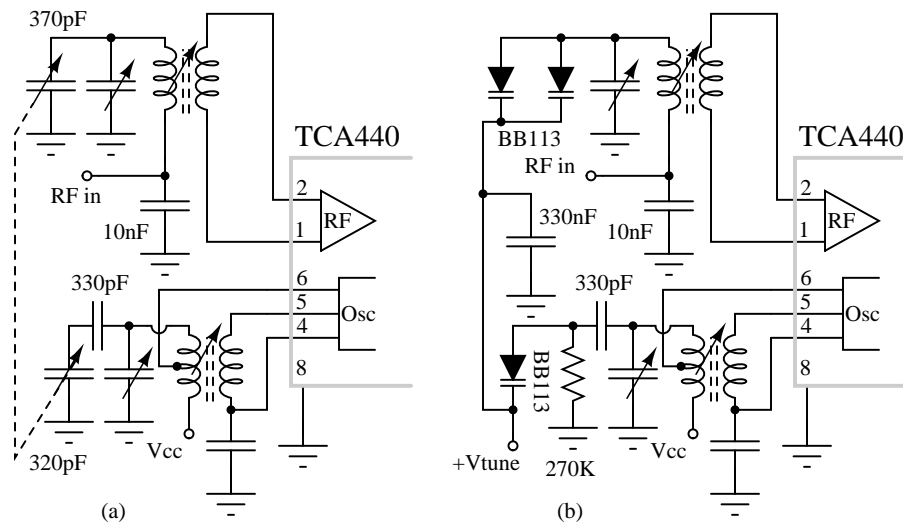 370pF
TCA440
RF in
10nF
2
1
RF
330pF
6
5
4
Osc
8
320pF
Vcc
(a)
BB113
TCA440
RF in
330nF
10nF
2
1
RF
330pF
6
5
4
Osc
8
BB113
+Vtune
270K
Vcc
(b)